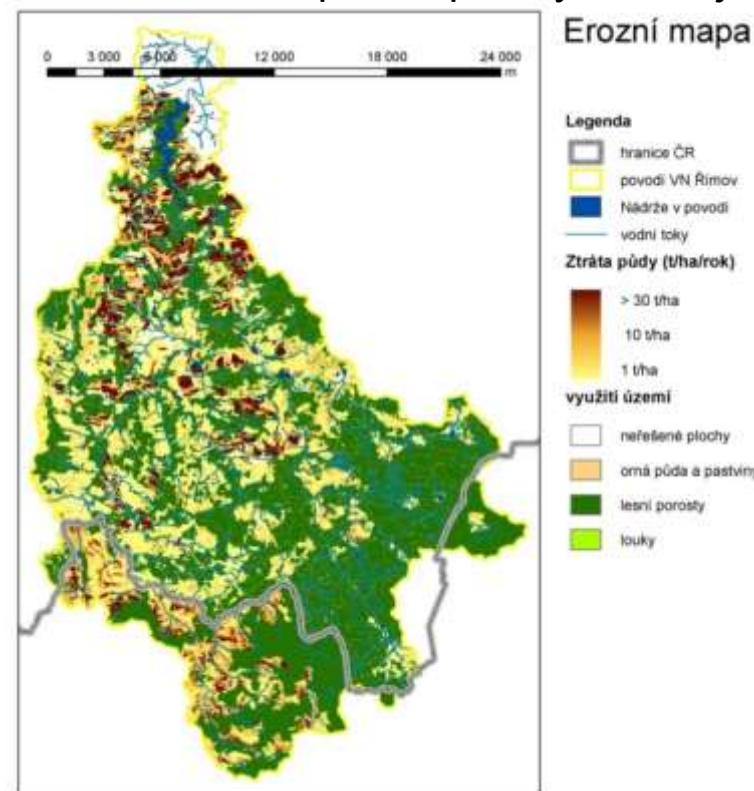 Erozní mapa
0 3 000 6 000 12 000 18 000 24 000
m
Legenda
hranice ČR
povodí VN Římov
Nádrže v povodí
vodní toky
Ztráta půdy (t/ha/rok)
> 30 t/ha
10 t/ha
1 t/ha
využití území
neřešené plochy
orná půda a pastviny
lesní porosty
louky